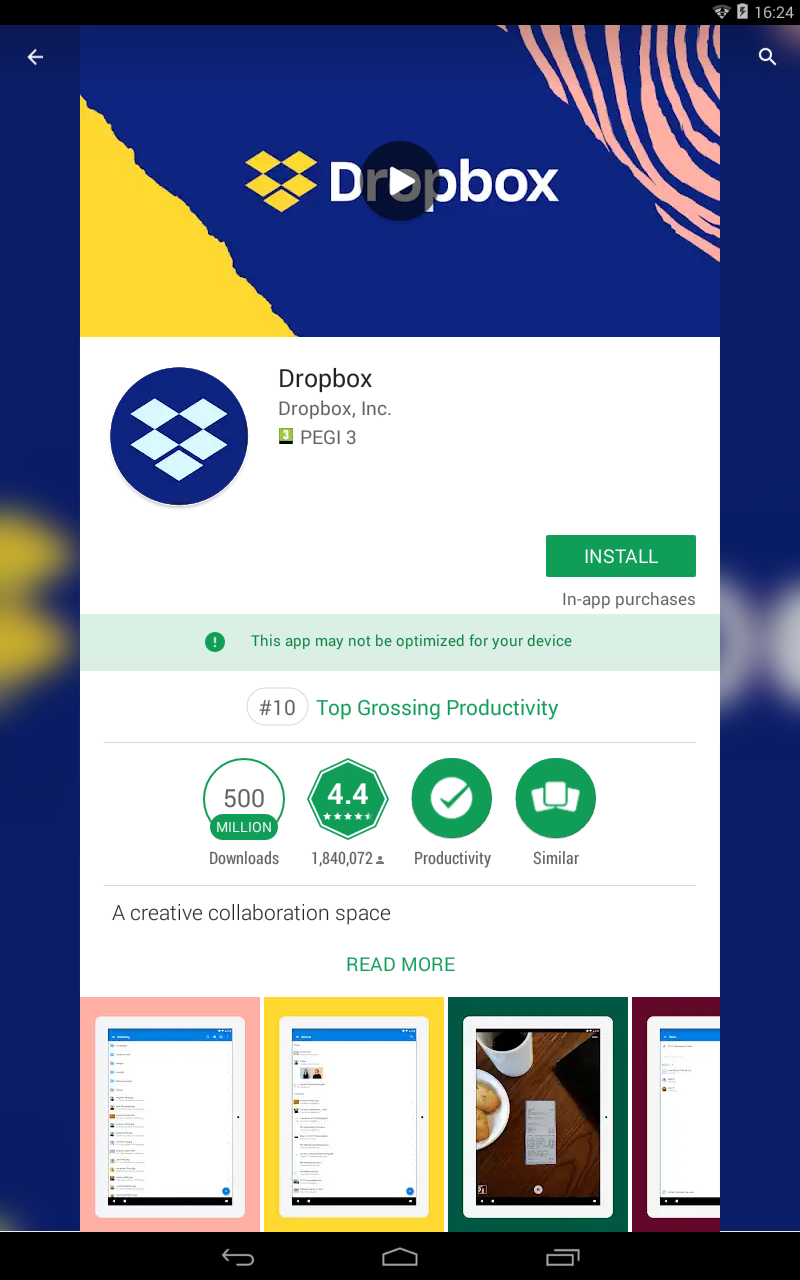 16:24
Dropbox
Dropbox
Dropbox, Inc.
3 PEGI 3
INSTALL
In-app purchases
! This app may not be optimized for your device
#10 Top Grossing Productivity
500
MILLION
4.4
Downloads
1,840,072
Productivity
Similar
A creative collaboration space
READ MORE